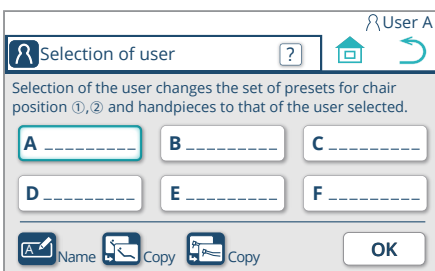 User A
Selection of user ?
Selection of the user changes the set of presets for chair
position ①,② and handpieces to that of the user selected.
A _________ B _________ C _________
D _________ E _________ F _________
A Name Copy Copy OK